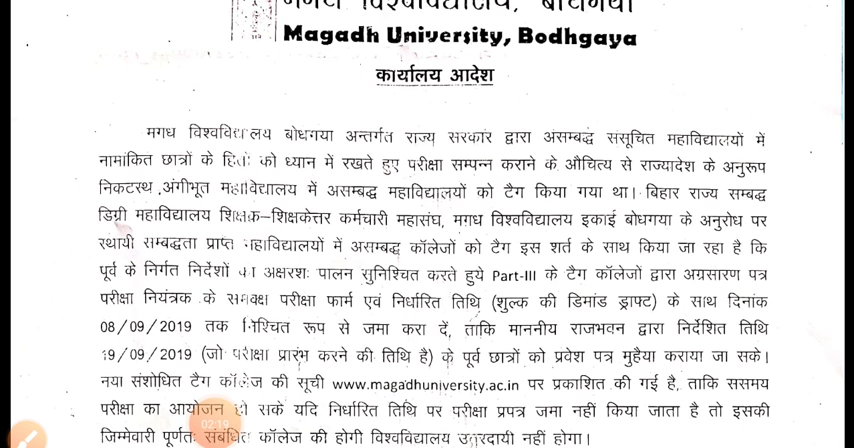 मगध विश्वविद्यालय, बोधगया
Magadh University, Bodhgaya
कार्यालय आदेश
मगध विश्वविद्यालय बोधगया अन्तर्गत राज्य सरकार द्वारा असम्बद्ध ससूचित महाविद्यालयों में
नामांकित छात्रों के हितों को ध्यान में रखते हुए परीक्षा सम्पन्न कराने के औचित्य से राज्यादेश के अनुरूप
निकटस्थ अंगीभूत महाविद्यालय में असम्बद्ध महाविद्यालयों को टैग किया गया था। बिहार राज्य सम्बद्ध
डिग्री महाविद्यालय शिक्षक–शिक्षकेत्तर कर्मचारी महासंघ, मगध विश्वविद्यालय इकाई बोधगया के अनुरोध पर
स्थायी सम्बद्धता प्राप्त महाविद्यालयों में असम्बद्ध कॉलेजों को टैग इस शर्त के साथ किया जा रहा है कि
पूर्व के निर्गत निर्देशों का अक्षरशः पालन सुनिश्चित करते हुये Part-III के टैग कॉलेजों द्वारा अग्रसारण पत्र
परीक्षा नियंत्रक के समक्ष परीक्षा फार्म एवं निर्धारित तिथि (शुल्क की डिमांड ड्राफ्ट) के साथ दिनांक
08/09/2019 तक निश्चित रूप से जमा करा दें, ताकि माननीय राजभवन द्वारा निर्देशित तिथि
19/09/2019 (जो परीक्षा प्रारंभ करने की तिथि है) के पूर्व छात्रों को प्रवेश पत्र मुहैया कराया जा सके।
नया संशोधित टैग कॉलेज की सूची www.magadhuniversity.ac.in पर प्रकाशित की गई है, ताकि ससमय
परीक्षा का आयोजन हो सके यदि निर्धारित तिथि पर परीक्षा प्रपत्र जमा नहीं किया जाता है तो इसकी
02:19
जिम्मेवारी पूर्णतः संबंधित कॉलेज की होगी विश्वविद्यालय उत्तरदायी नहीं होगा।